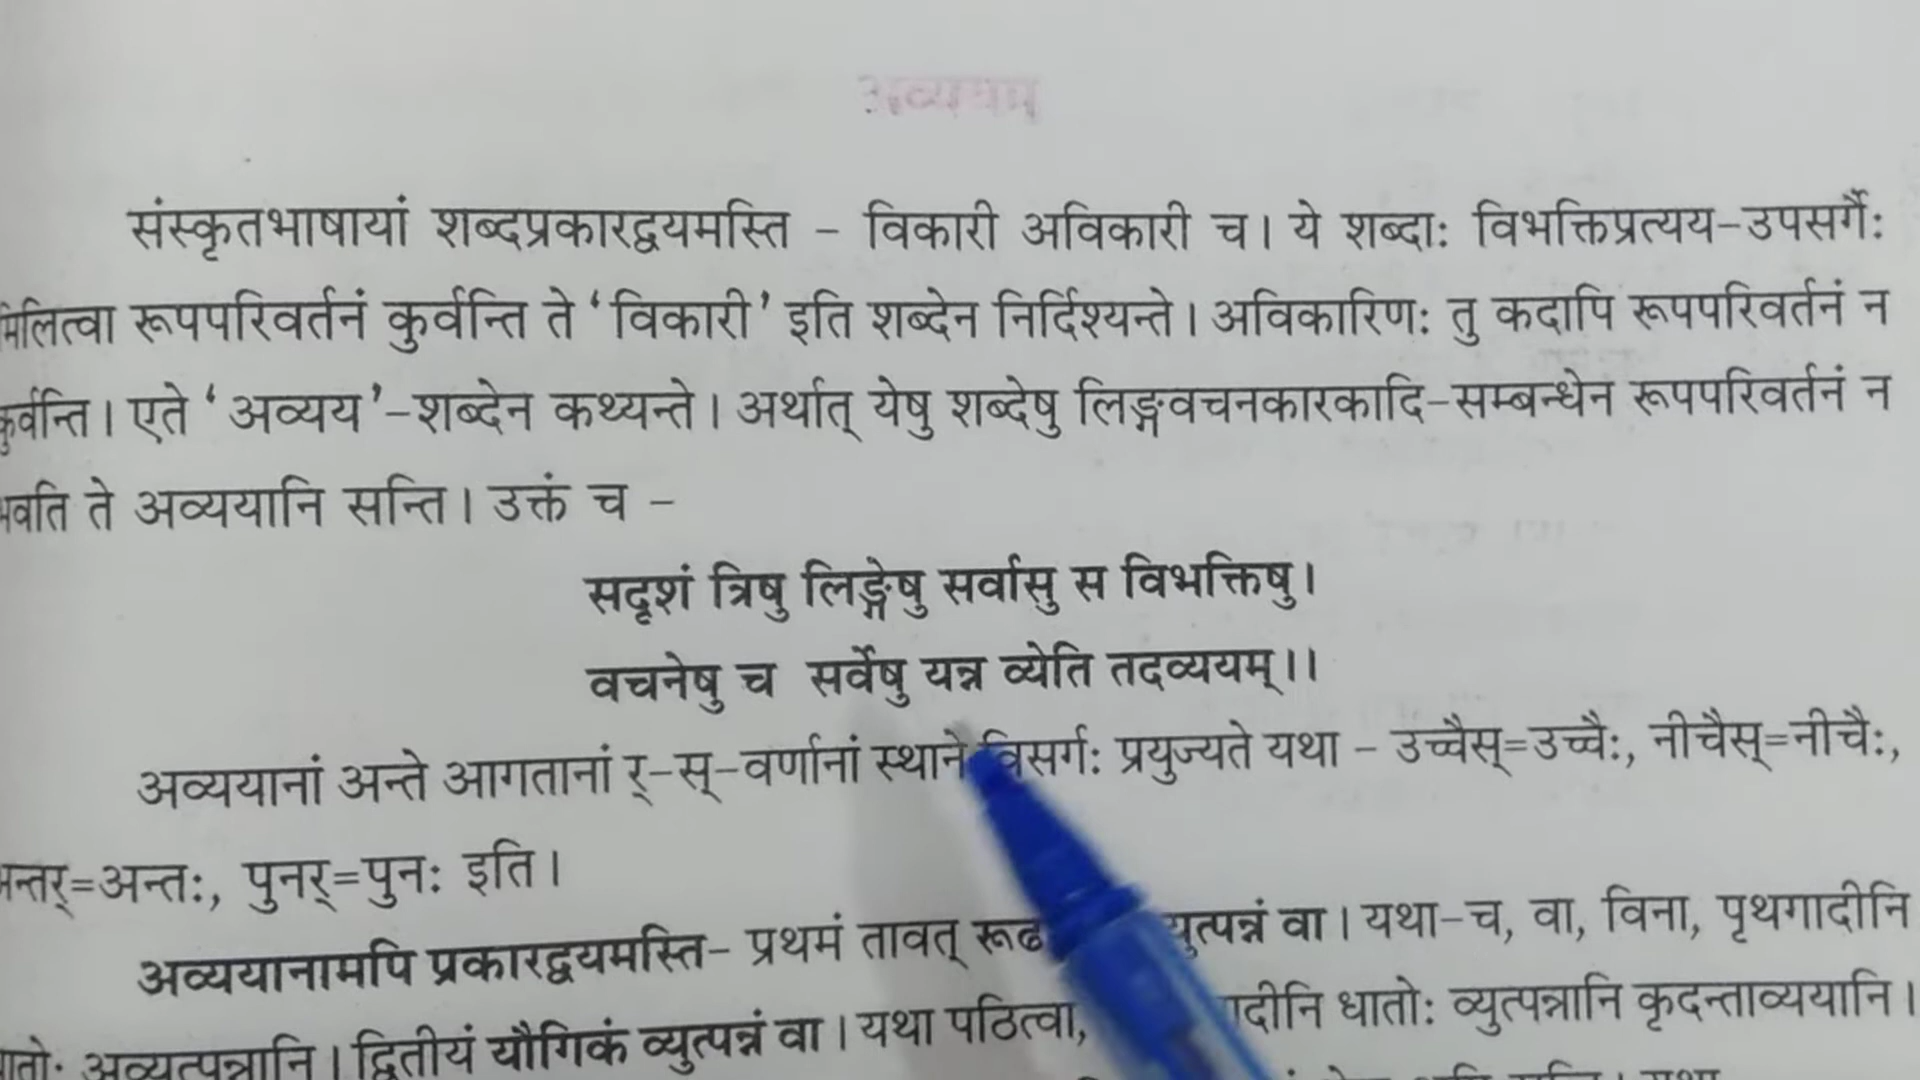 अव्ययम्
संस्कृतभाषायां शब्दप्रकारद्वयमस्ति - विकारी अविकारी च। ये शब्दाः विभक्तिप्रत्यय-उपसर्गैः
मिलित्वा रूपपरिवर्तनं कुर्वन्ति ते 'विकारी' इति शब्देन निर्दिश्यन्ते। अविकारिणः तु कदापि रूपपरिवर्तनं न
कुर्वन्ति। एते 'अव्यय'-शब्देन कथ्यन्ते। अर्थात् येषु शब्देषु लिङ्गवचनकारकादि-सम्बन्धेन रूपपरिवर्तनं न
भवति ते अव्ययानि सन्ति। उक्तं च -
सदृशं त्रिषु लिङ्गेषु सर्वासु स विभक्तिषु।
वचनेषु च सर्वेषु यन्न व्येति तदव्ययम्।।
अव्ययानां अन्ते आगतानां र्-स्-वर्णानां स्थाने विसर्गः प्रयुज्यते यथा - उच्चैस्=उच्चैः, नीचैस्=नीचैः,
अन्तर्=अन्तः, पुनर्=पुनः इति।
अव्ययानामपि प्रकारद्वयमस्ति- प्रथमं तावत् वा। यथा-च, वा, विना, पृथगादीनि
अव्युत्पन्नानि। द्वितीयं यौगिकं व्युत्पन्नं वा। यथा पठित्वा, धातोः व्युत्पन्नानि कृदन्ताव्ययानि।